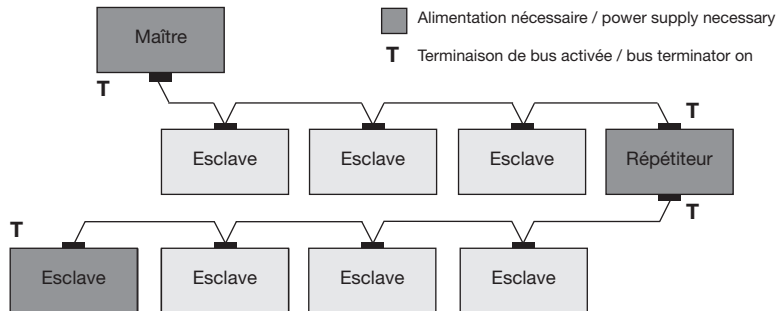 Maître
Alimentation nécessaire / power supply necessary
T Terminaison de bus activée / bus terminator on
T
T
Esclave Esclave Esclave Répétiteur
T
T
Esclave Esclave Esclave Esclave